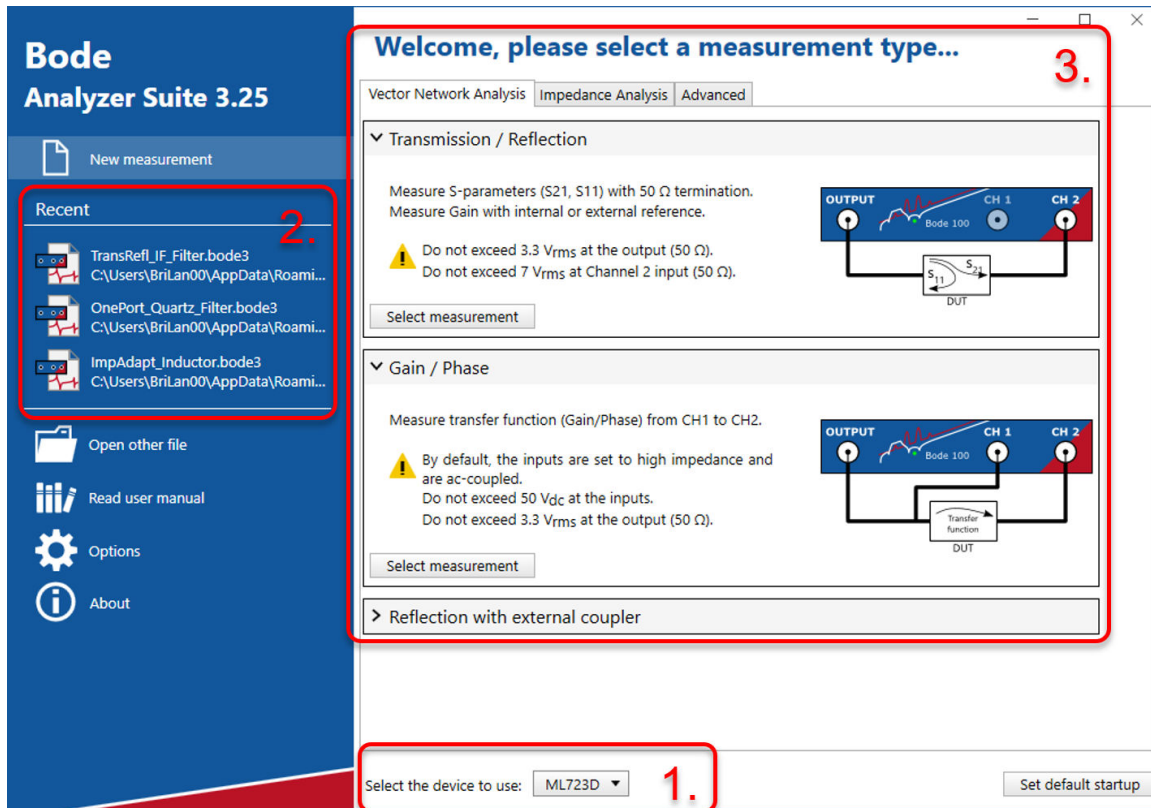 Bode
Analyzer Suite 3.25
New measurement
Recent
2.
TransRefl_IF_Filter.bode3
C:\Users\BriLan00\AppData\Roami...
OnePort_Quartz_Filter.bode3
C:\Users\BriLan00\AppData\Roami...
ImpAdapt_Inductor.bode3
C:\Users\BriLan00\AppData\Roami...
Open other file
Read user manual
Options
About
Welcome, please select a measurement type...
3.
Vector Network Analysis Impedance Analysis Advanced
Transmission / Reflection
Measure S-parameters (S21, S11) with 50 Ω termination.
Measure Gain with internal or external reference.
Do not exceed 3.3 Vrms at the output (50 Ω).
Do not exceed 7 Vrms at Channel 2 input (50 Ω).
OUTPUT CH 1 CH 2
Bode 100
S11 S21
DUT
Select measurement
Gain / Phase
Measure transfer function (Gain/Phase) from CH1 to CH2.
By default, the inputs are set to high impedance and
are ac-coupled.
Do not exceed 50 Vdc at the inputs.
Do not exceed 3.3 Vrms at the output (50 Ω).
OUTPUT CH 1 CH 2
Bode 100
Transfer
function
DUT
Select measurement
Reflection with external coupler
Select the device to use: ML723D
1.
Set default startup